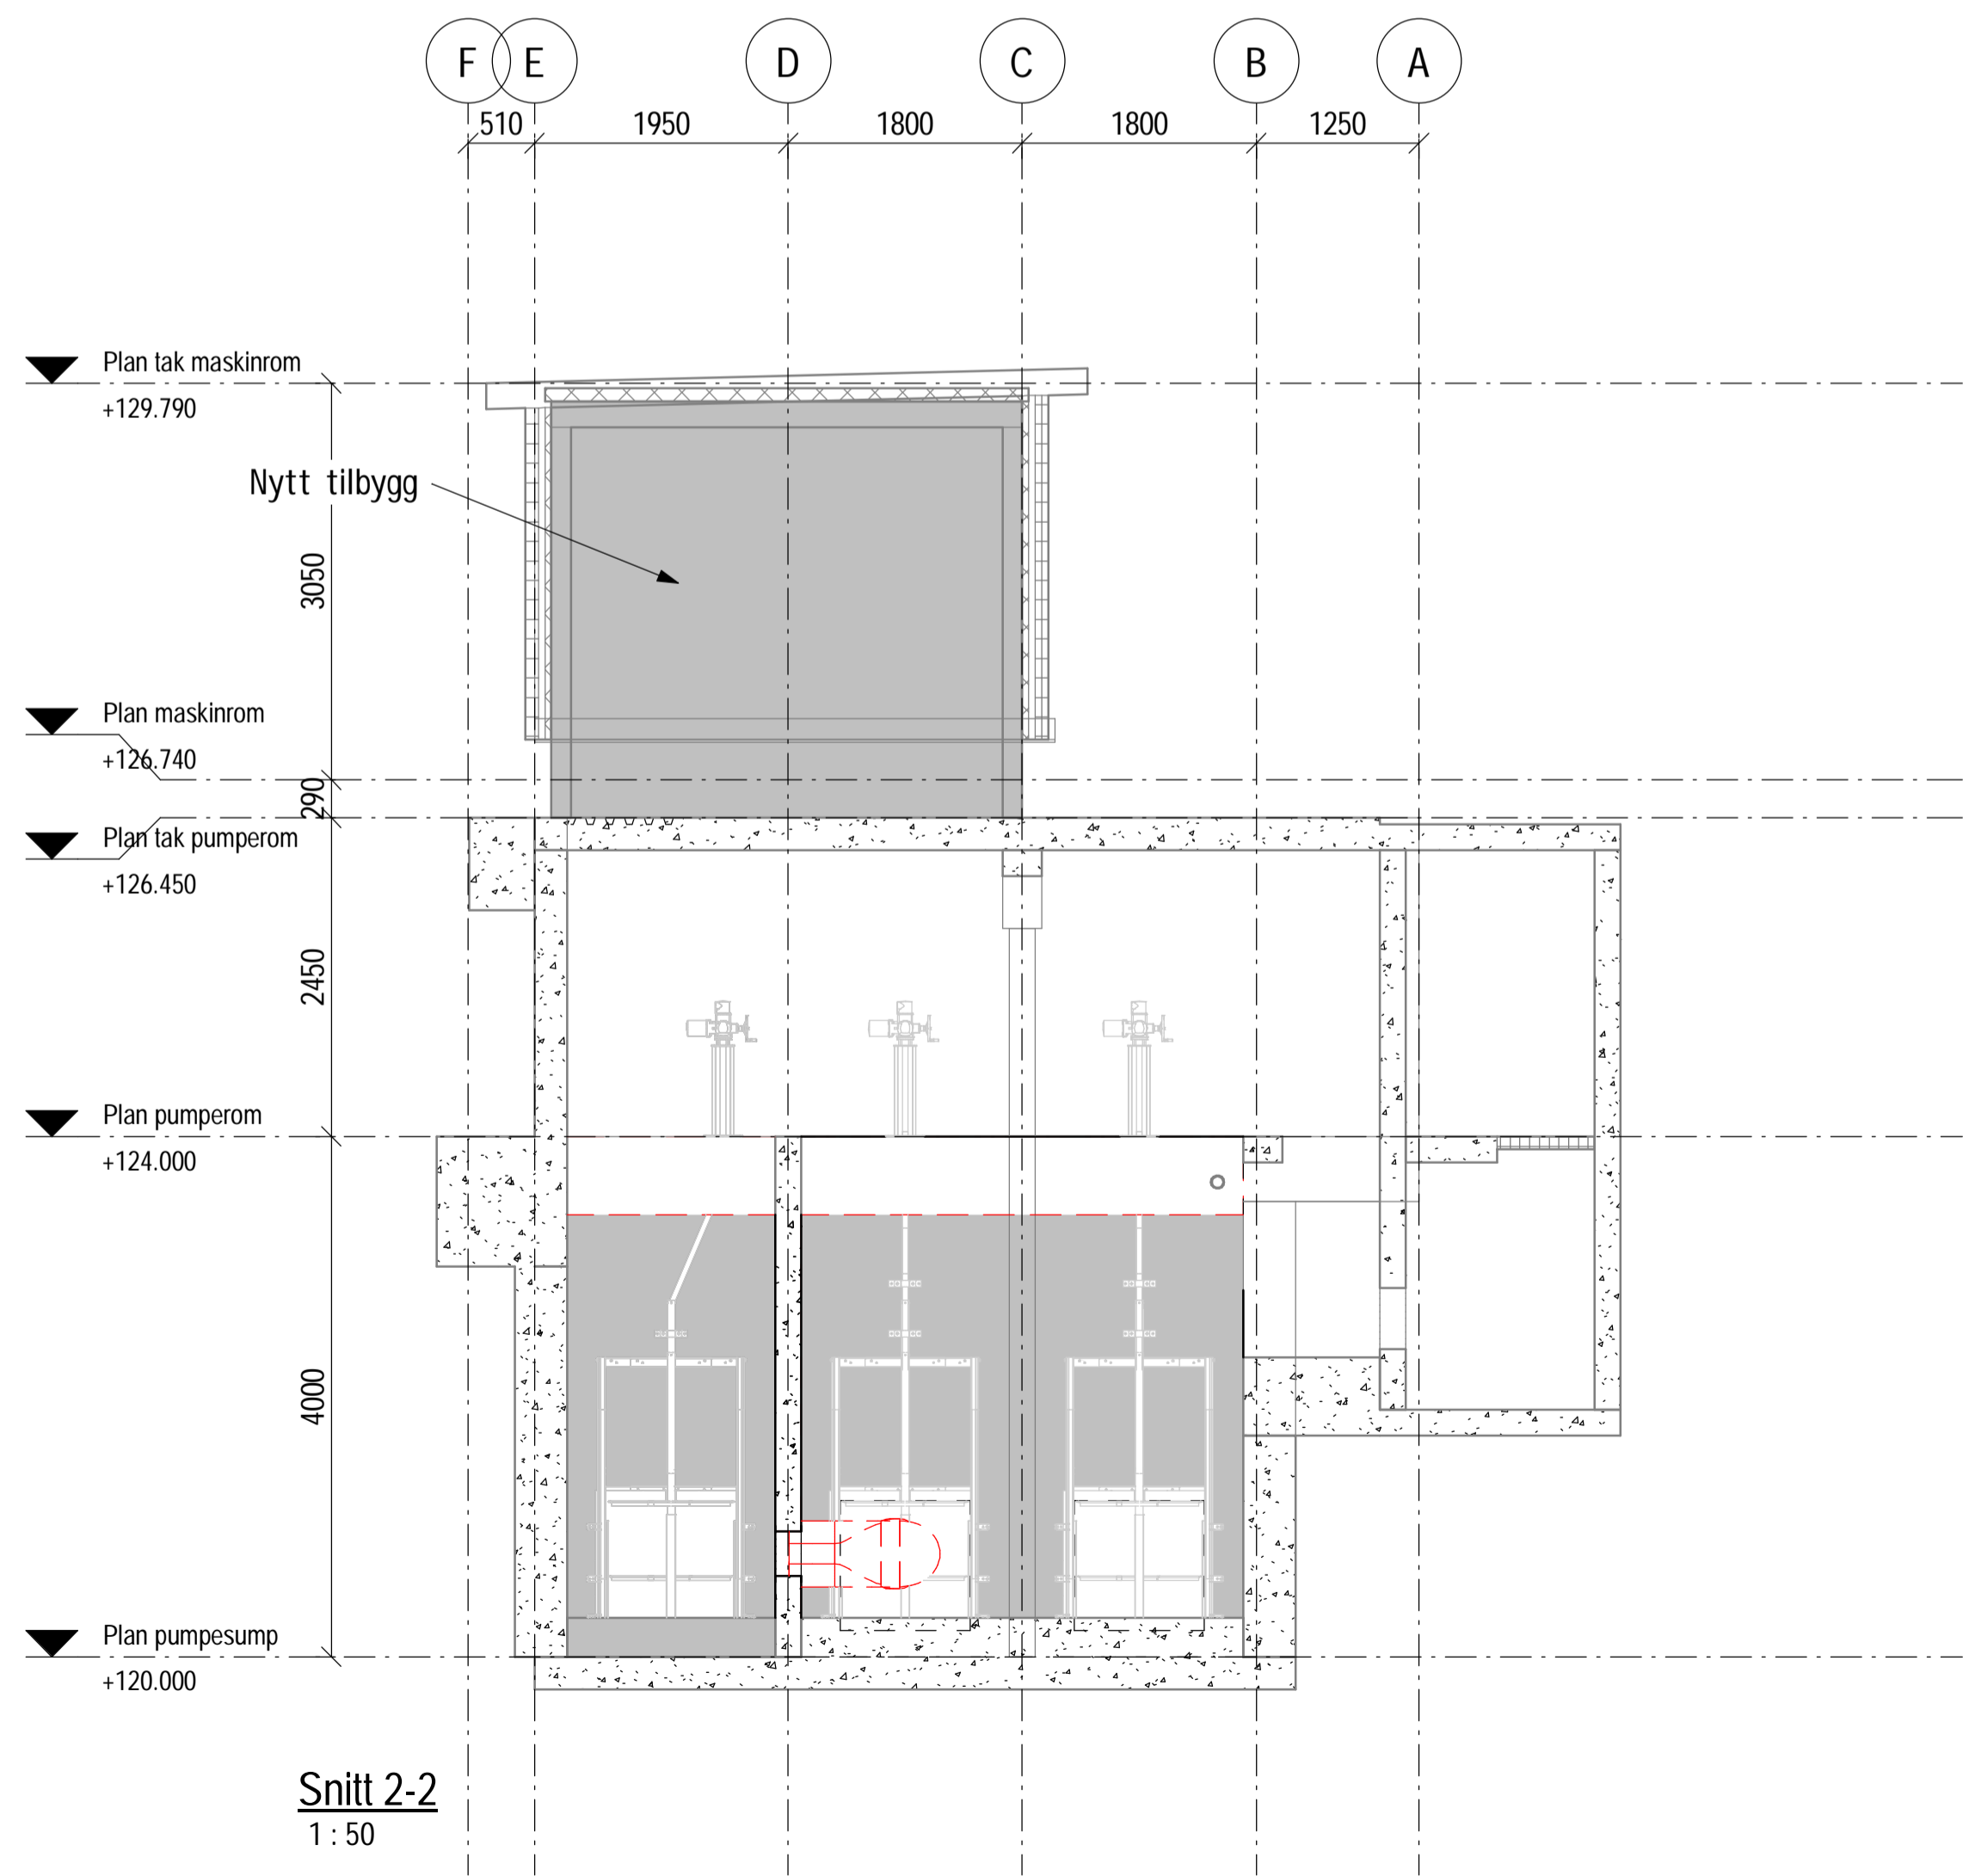 F E D C B A
510 1950 1800 1800 1250
Plan tak maskinrom
+129.790
Nytt tilbygg
3050
Plan maskinrom
+126.740
290
Plan tak pumperom
+126.450
2450
Plan pumperom
+124.000
4000
Plan pumpesump
+120.000
Snitt 2-2
1 : 50